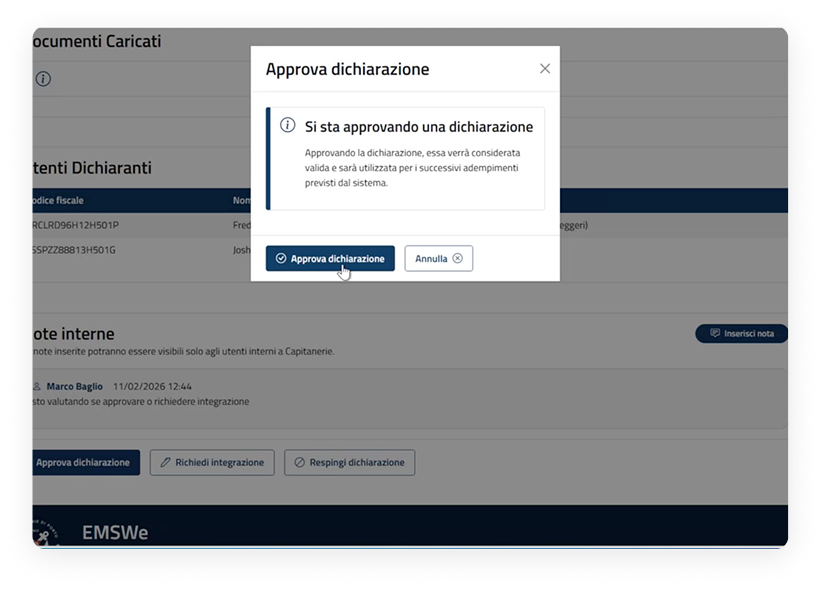 ocumenti Caricati
Approva dichiarazione
Si sta approvando una dichiarazione
Approvando la dichiarazione, essa verrà considerata
valida e sarà utilizzata per i successivi adempimenti
previsti dal sistema.
Approva dichiarazione
Annulla
tenti Dichiaranti
odice fiscale Nom
RCLRD96H12H501P Fred eggeri)
SSPZZ88813H501G Josh
ote interne
Inserisci nota
note inserite potranno essere visibili solo agli utenti interni a Capitanerie.
Marco Baglio 11/02/2026 12:44
sto valutando se approvare o richiedere integrazione
Approva dichiarazione Richiedi integrazione Respingi dichiarazione
EMSWe